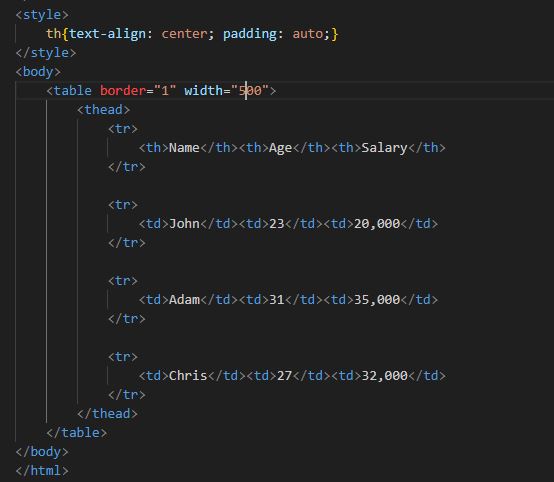 <style>
th{text-align: center; padding: auto;}
</style>
<body>
<table border="1" width="500">
<thead>
<tr>
<th>Name</th><th>Age</th><th>Salary</th>
</tr>
<tr>
<td>John</td><td>23</td><td>20,000</td>
</tr>
<tr>
<td>Adam</td><td>31</td><td>35,000</td>
</tr>
<tr>
<td>Chris</td><td>27</td><td>32,000</td>
</tr>
</thead>
</table>
</body>
</html>